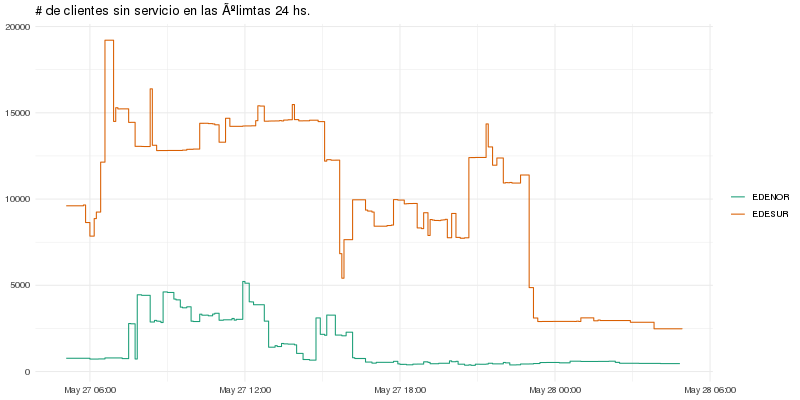 # de clientes sin servicio en las Ãºlimtas 24 hs.
20000
15000
10000
5000
0
EDENOR
EDESUR
May 27 06:00
May 27 12:00
May 27 18:00
May 28 00:00
May 28 06:00